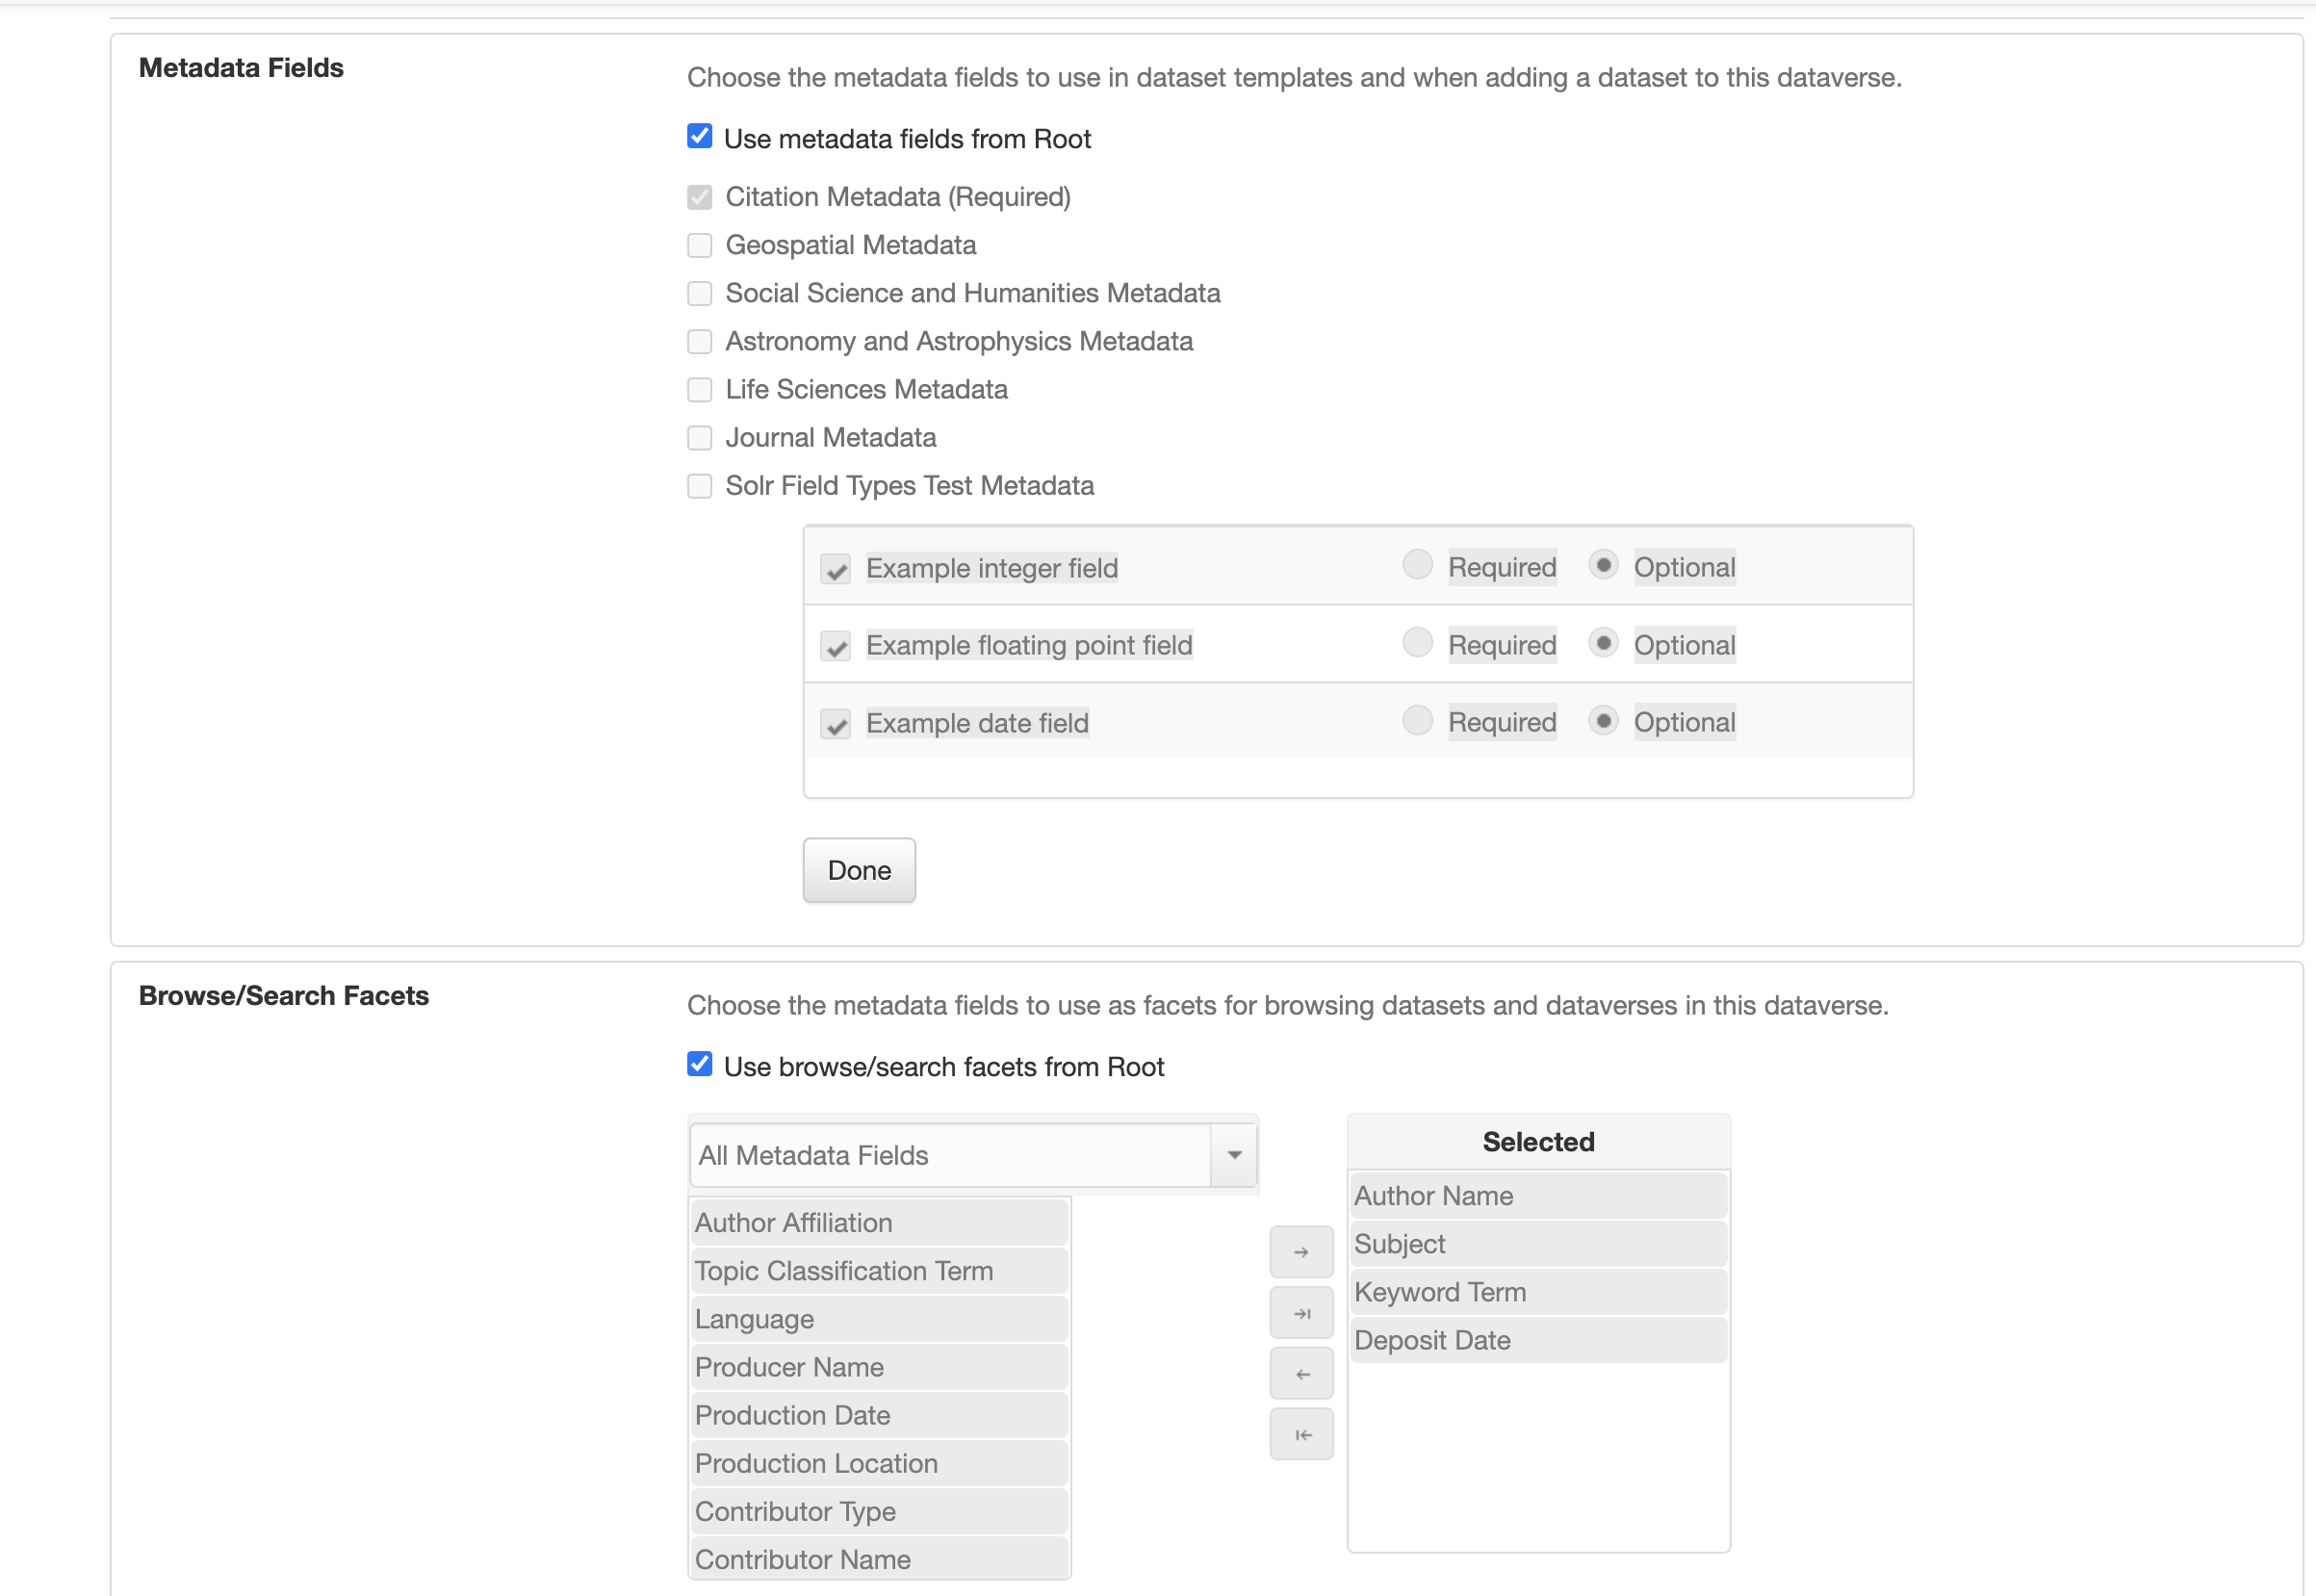 Metadata Fields
Choose the metadata fields to use in dataset templates and when adding a dataset to this dataverse.
Use metadata fields from Root
Citation Metadata (Required)
Geospatial Metadata
Social Science and Humanities Metadata
Astronomy and Astrophysics Metadata
Life Sciences Metadata
Journal Metadata
Solr Field Types Test Metadata
Example integer field Required Optional
Example floating point field Required Optional
Example date field Required Optional
Done
Browse/Search Facets
Choose the metadata fields to use as facets for browsing datasets and dataverses in this dataverse.
Use browse/search facets from Root
All Metadata Fields
Author Affiliation
Topic Classification Term
Language
Producer Name
Production Date
Production Location
Contributor Type
Contributor Name
Selected
Author Name
Subject
Keyword Term
Deposit Date